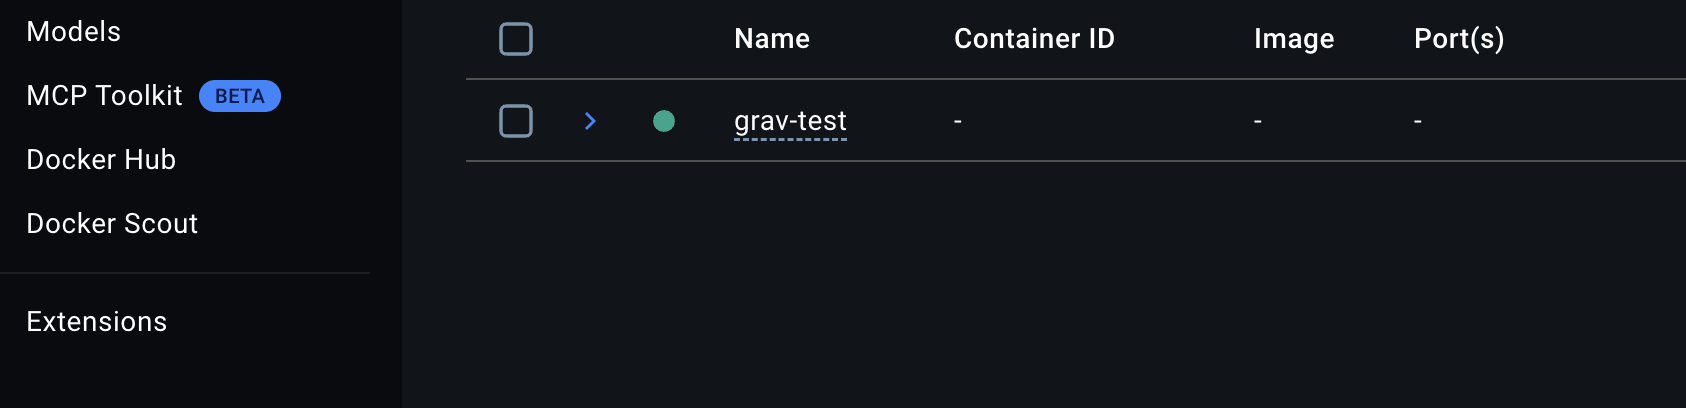 Models
MCP Toolkit BETA
Docker Hub
Docker Scout
Extensions
Name Container ID Image Port(s)
grav-test - - -